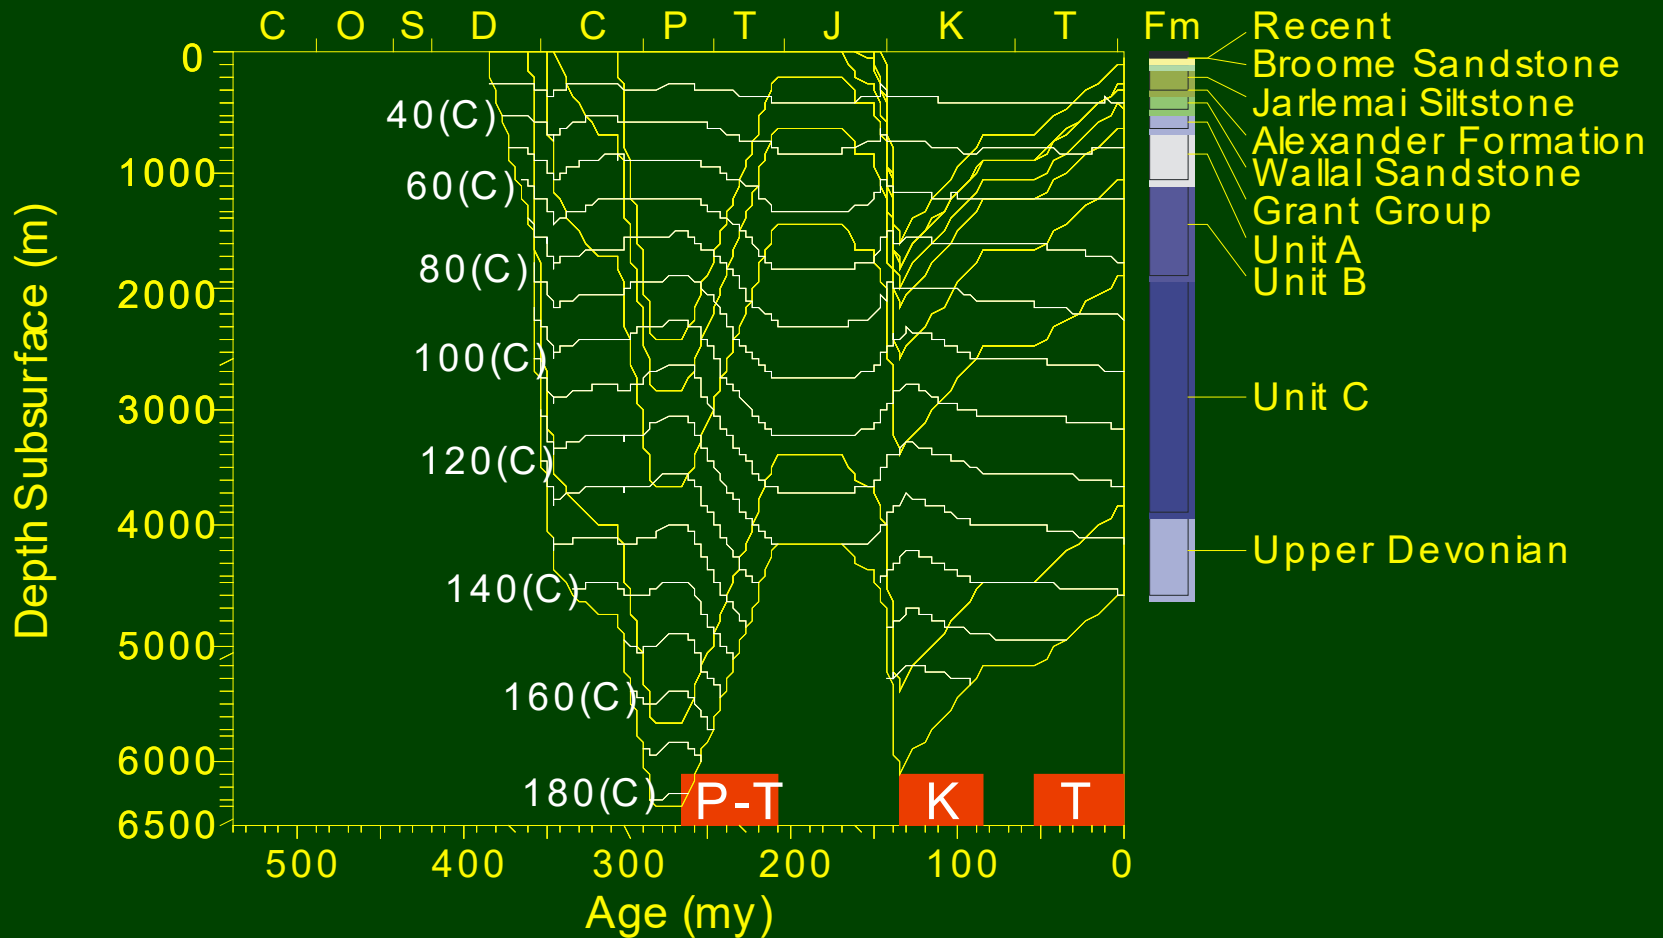 C O S D C P T J K T Fm
Recent
Broome Sandstone
Jarlemai Siltstone
Alexander Formation
Wallal Sandstone
Grant Group
Unit A
Unit B
Unit C
Upper Devonian
Depth Subsurface (m)
0
1000
2000
3000
4000
5000
6000
6500
40(C)
60(C)
80(C)
100(C)
120(C)
140(C)
160(C)
180(C)
P-T K T
500 400 300 200 100 0
Age (my)